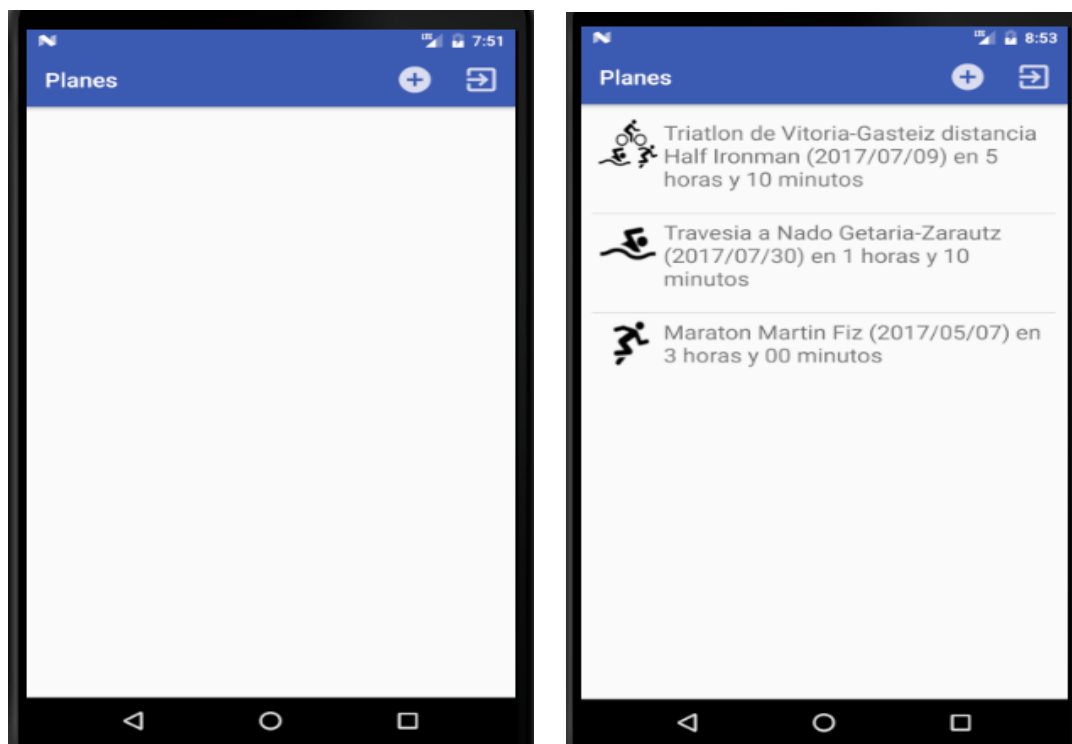 7:51
Planes
8:53
Planes
Triatlon de Vitoria-Gasteiz distancia
Half Ironman (2017/07/09) en 5
horas y 10 minutos
Travesia a Nado Getaria-Zarautz
(2017/07/30) en 1 horas y 10
minutos
Maraton Martin Fiz (2017/05/07) en
3 horas y 00 minutos